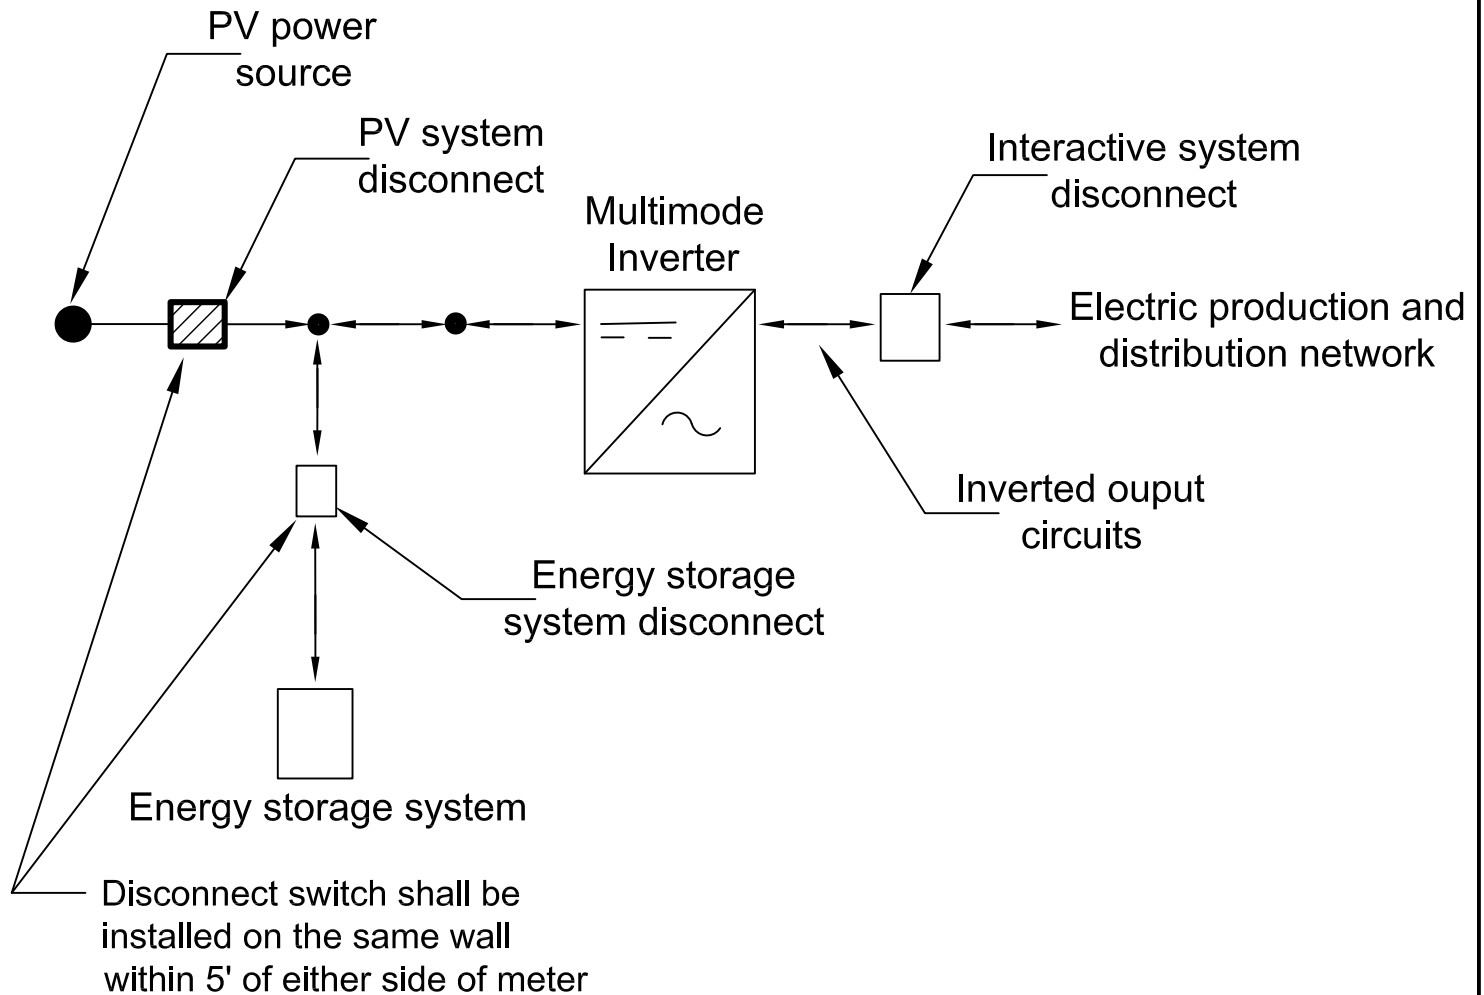 PV power
source
PV system
disconnect
Interactive system
disconnect
Multimode
Inverter
Electric production and
distribution network
Inverted ouput
circuits
Energy storage
system disconnect
Energy storage system
Disconnect switch shall be
installed on the same wall
within 5' of either side of meter